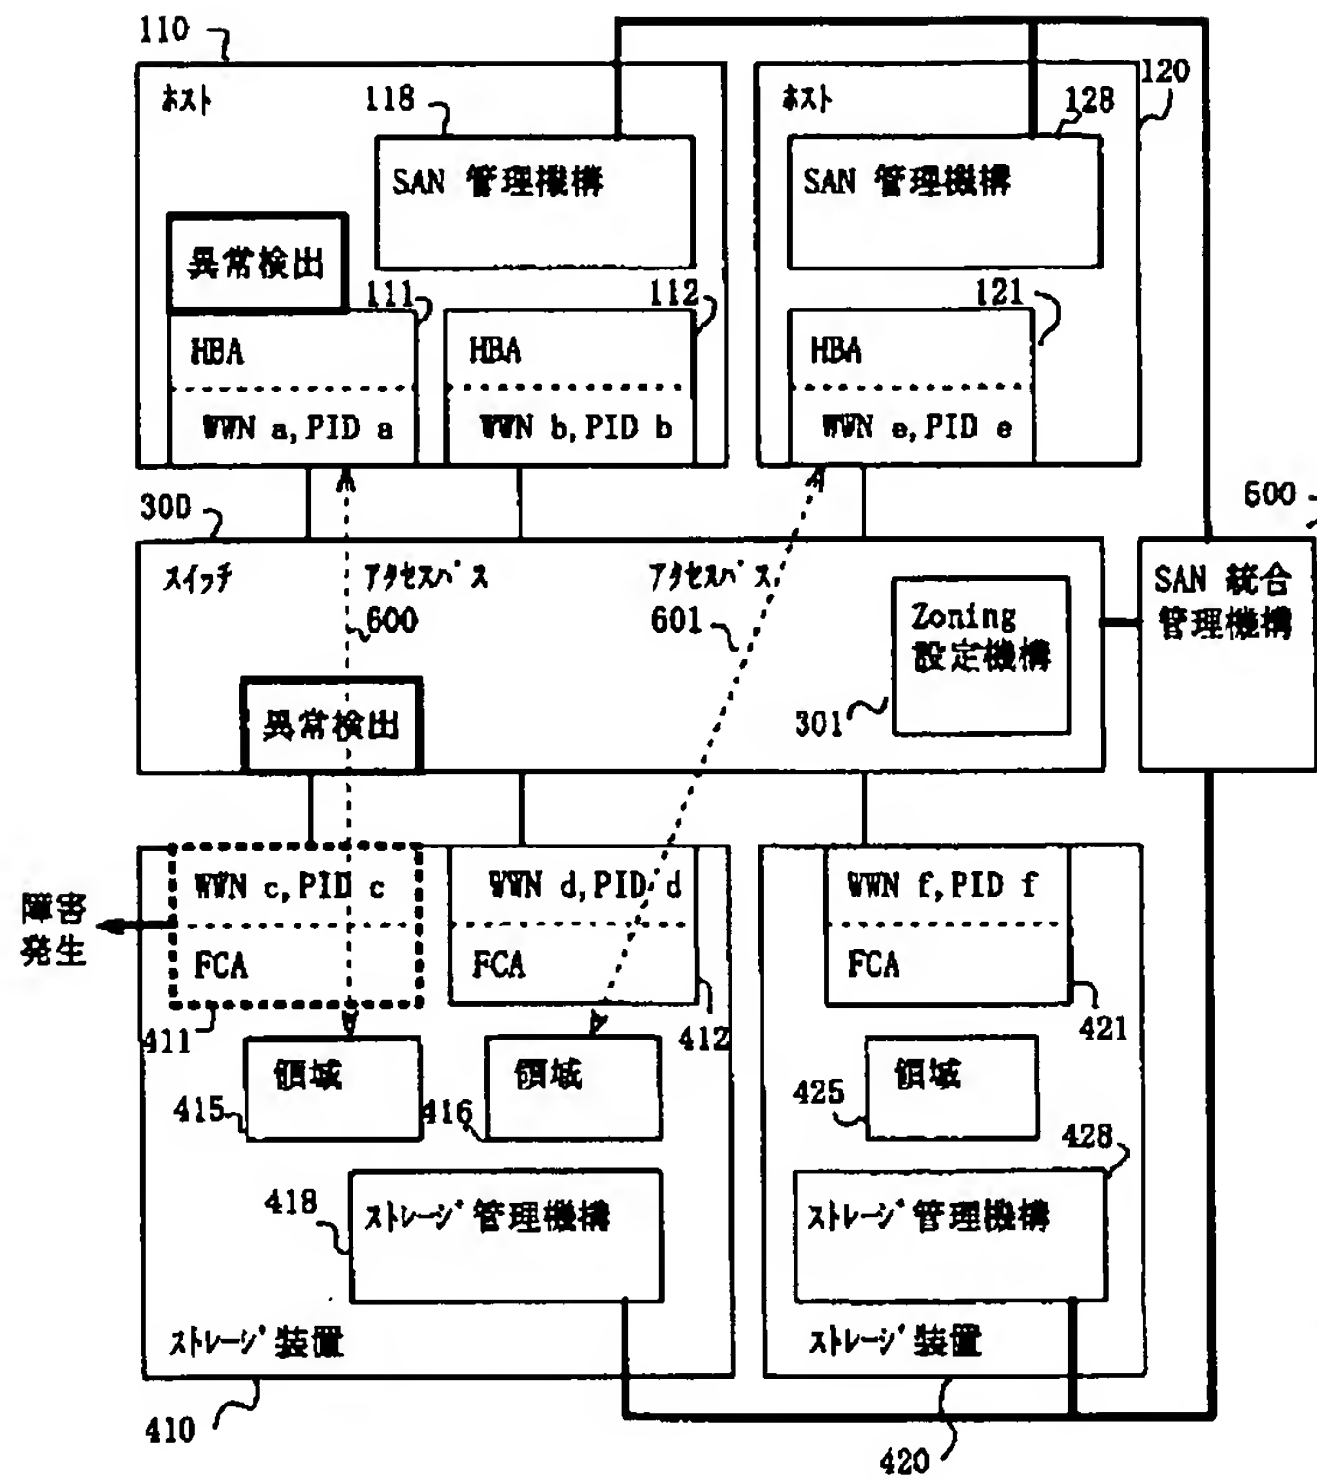 110
ホスト
118
SAN 管理機構
異常検出
111
HBA
WWN a,PID a
112
HBA
WWN b,PID b
120
ホスト
128
SAN 管理機構
121
HBA
WWN e,PID e
300
スイッチ
アクセスパス
600
アクセスパス
601
Zoning
設定機構
301
異常検出
600
SAN 統合
管理機構
障害
発生
WWN c,PID c
FCA
411
WWN d,PID d
FCA
412
領域
415
領域
416
418
ストレージ管理機構
ストレージ装置
410
WWN f,PID f
FCA
421
領域
425
428
ストレージ管理機構
ストレージ装置
420